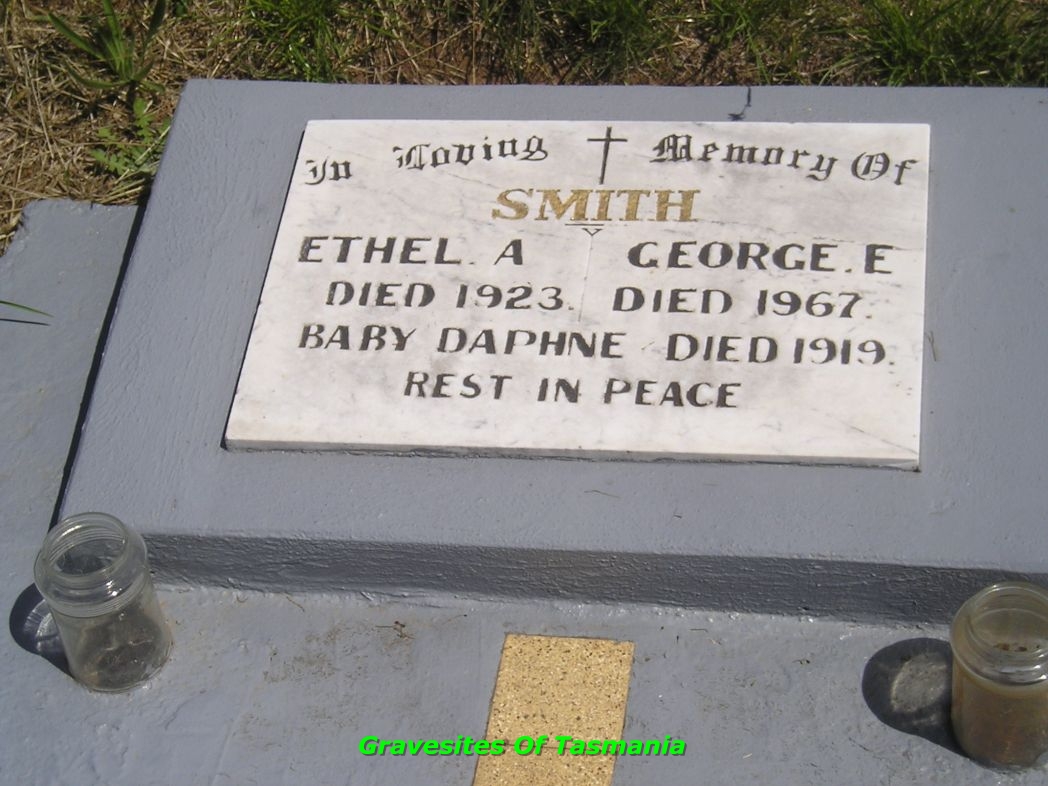 In Loving Memory Of
SMITH
ETHEL. A GEORGE. E
DIED 1923. DIED 1967.
BABY DAPHNE DIED 1919.
REST IN PEACE
Gravesites Of Tasmania